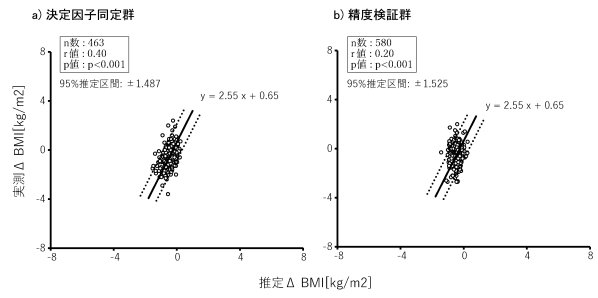 a) 決定因子同定群
n数 : 463
r値 : 0.40
p値 : p<0.001
95%推定区間: ±1.487
y = 2.55 x + 0.65
8
4
0
-4
-8
-8 -4 0 4 8
b) 精度検証群
n数 : 580
r値 : 0.20
p値 : p<0.001
95%推定区間: ±1.525
y = 2.55 x + 0.65
8
4
0
-4
-8
-8 -4 0 4 8
実測Δ BMI[kg/m2]
推定Δ BMI[kg/m2]